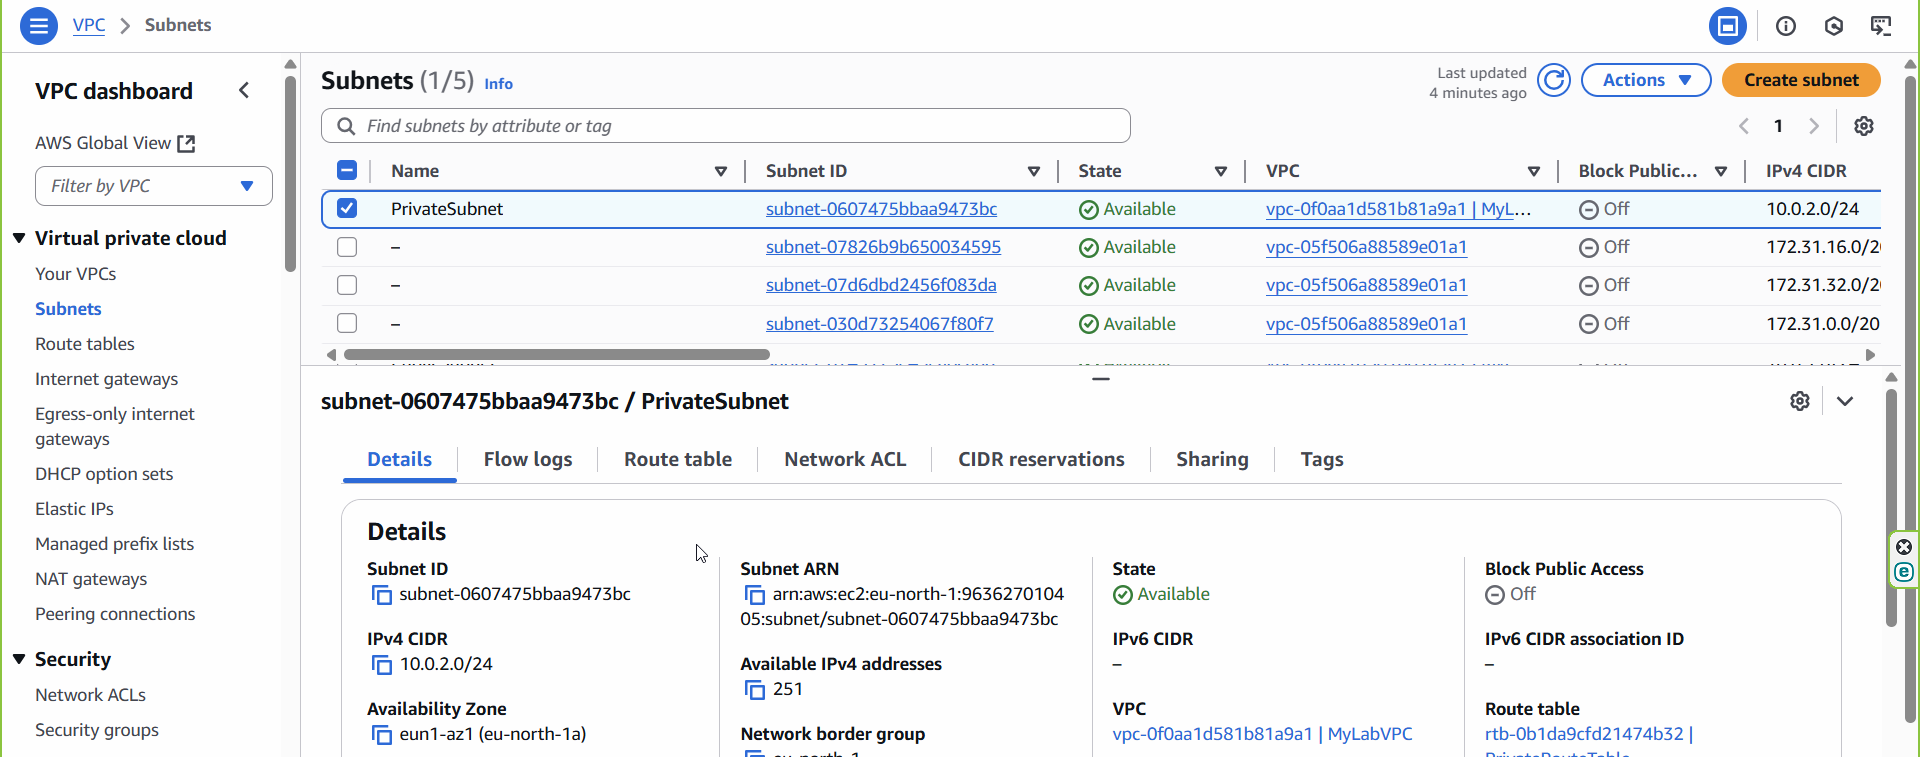 VPC > Subnets
VPC dashboard
AWS Global View
Filter by VPC
Virtual private cloud
Your VPCs
Subnets
Route tables
Internet gateways
Egress-only internet
gateways
DHCP option sets
Elastic IPs
Managed prefix lists
NAT gateways
Peering connections
Security
Network ACLs
Security groups
Subnets (1/5) Info
Last updated
4 minutes ago
Actions
Create subnet
Find subnets by attribute or tag
1
Name Subnet ID State VPC Block Public... IPv4 CIDR
PrivateSubnet subnet-0607475bbaa9473bc Available vpc-0f0aa1d581b81a9a1 | MyL... Off 10.0.2.0/24
– subnet-07826b9b650034595 Available vpc-05f506a88589e01a1 Off 172.31.16.0/20
– subnet-07d6dbd2456f083da Available vpc-05f506a88589e01a1 Off 172.31.32.0/20
– subnet-030d73254067f80f7 Available vpc-05f506a88589e01a1 Off 172.31.0.0/20
subnet-0607475bbaa9473bc / PrivateSubnet
Details Flow logs Route table Network ACL CIDR reservations Sharing Tags
Details
Subnet ID
subnet-0607475bbaa9473bc
IPv4 CIDR
10.0.2.0/24
Availability Zone
eun1-az1 (eu-north-1a)
Subnet ARN
arn:aws:ec2:eu-north-1:9636270104
05:subnet/subnet-0607475bbaa9473bc
Available IPv4 addresses
251
Network border group
eu-north-1
State
Available
IPv6 CIDR
–
VPC
vpc-0f0aa1d581b81a9a1 | MyLabVPC
Block Public Access
Off
IPv6 CIDR association ID
–
Route table
rtb-0b1da9cfd21474b32 |
PrivateRouteTable